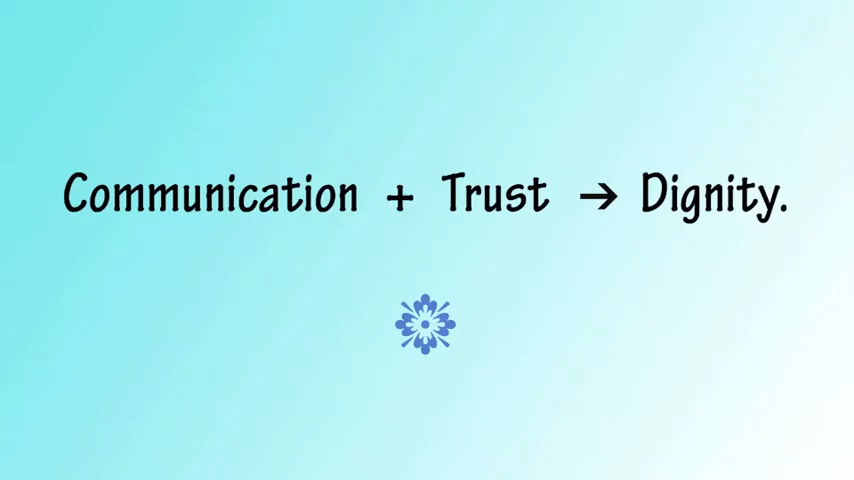 Communication + Trust → Dignity.